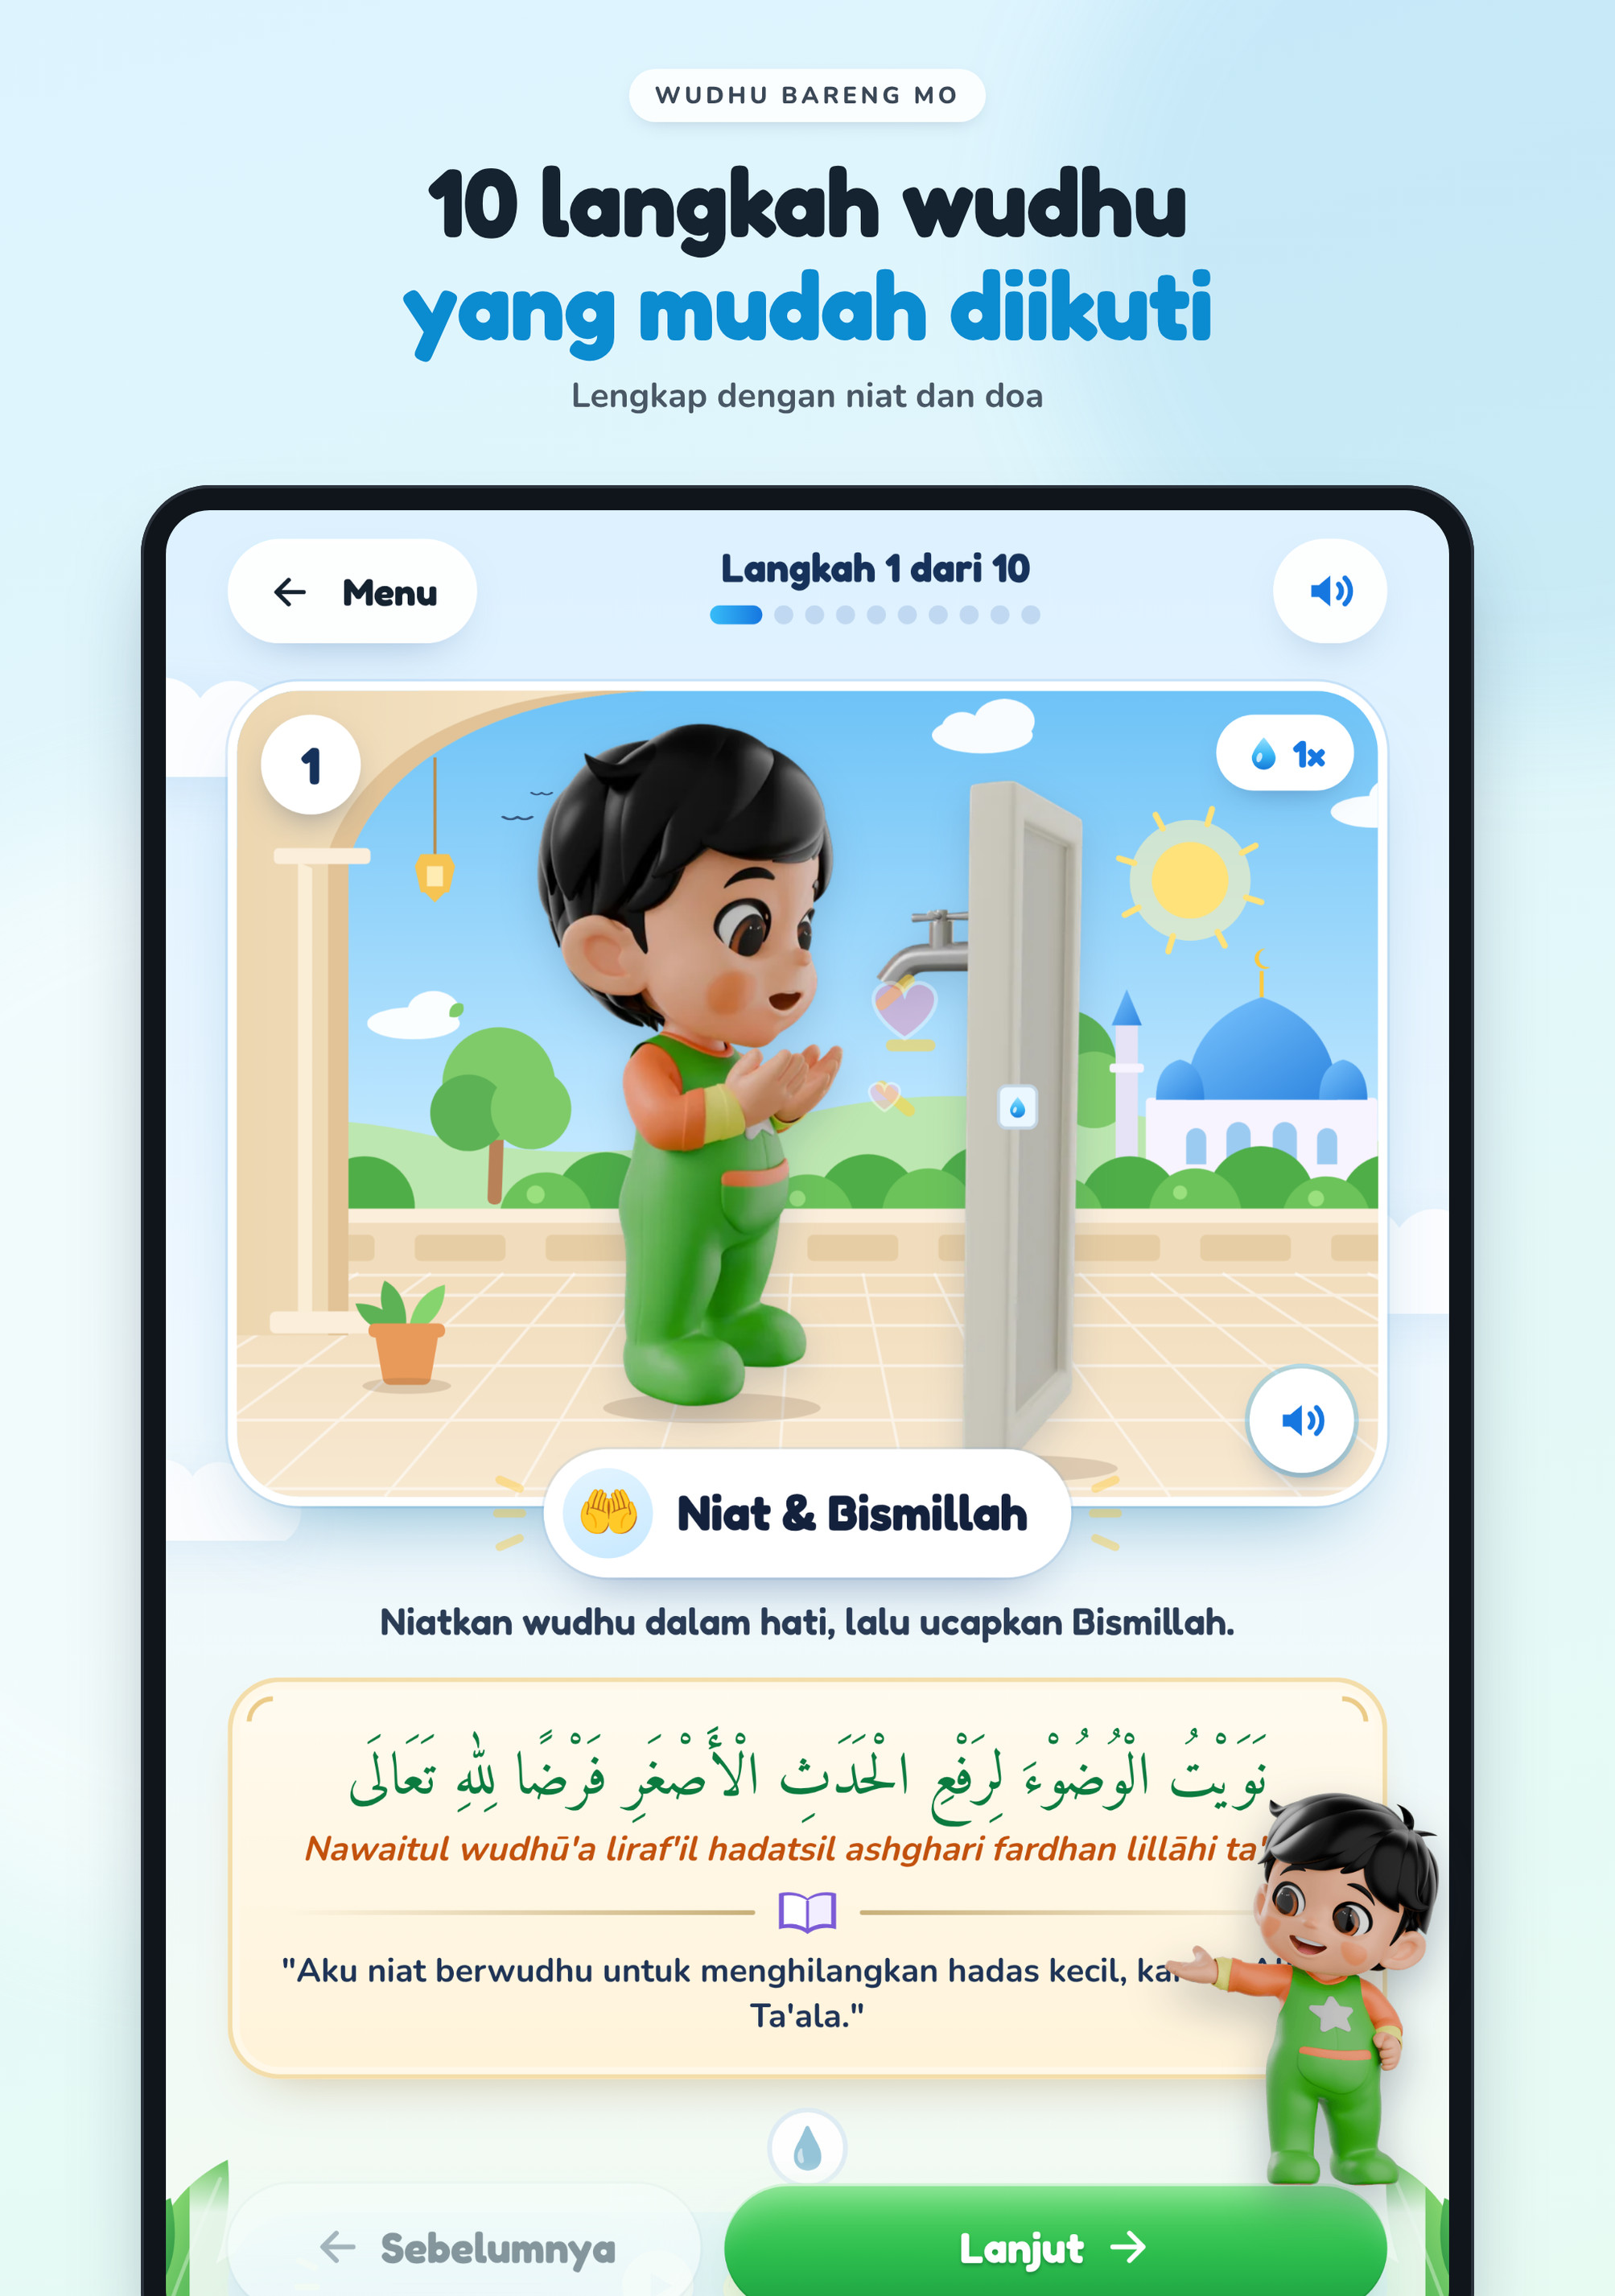 WUDHU BARENG MO
10 langkah wudhu
yang mudah diikuti
Lengkap dengan niat dan doa
Menu
Langkah 1 dari 10
1
1x
Niat & Bismillah
Niatkan wudhu dalam hati, lalu ucapkan Bismillah.
نَوَيْتُ الْوُضُوْءَ لِرَفْعِ الْحَدَثِ الْأَصْغَرِ فَرْضًا لِلّٰهِ تَعَالَى
Nawaitul wudhū'a liraf'il hadatsil ashghari fardhan lillāhi
"Aku niat berwudhu untuk menghilangkan hadas kecil,
Ta'ala."
Sebelumnya
Lanjut